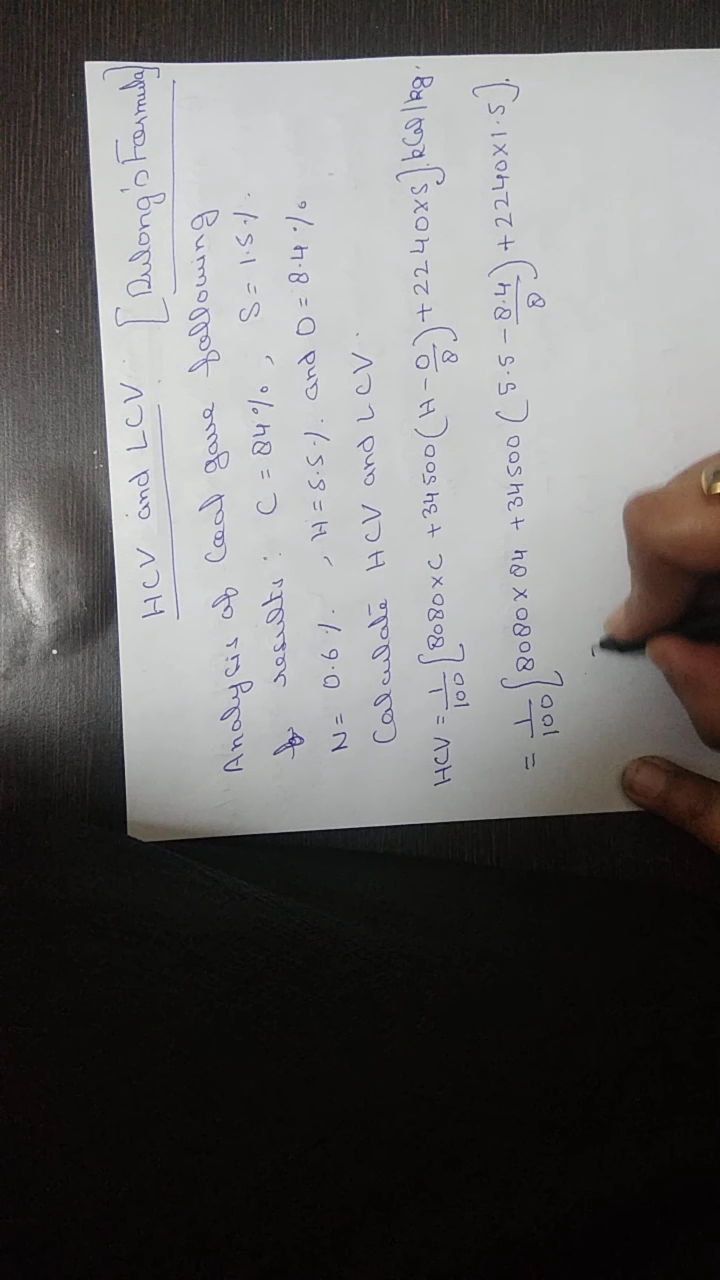 HCV and LCV. [Dulong's Formula]
Analysis of Coal gave following
results: C = 84%, S = 1.5%.
N = 0.6%, H = 5.5% and O = 8.4%
Calculate HCV and LCV.
HCV = 1/100 [8080×C + 34500(H - O/8) + 2240×S] kCal/kg.
= 1/100 [8080×84 + 34500(5.5 - 8.4/8) + 2240×1.5].